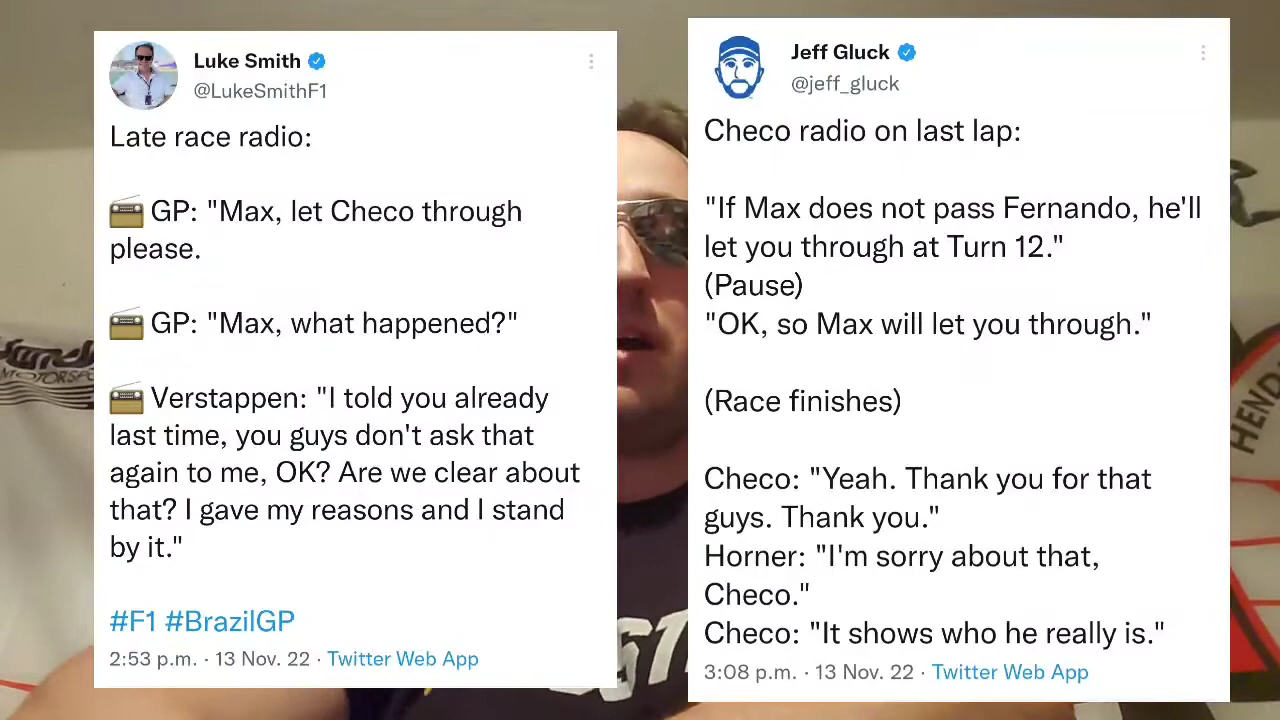 Luke Smith
@LukeSmithF1
Late race radio:
GP: "Max, let Checo through
please.
GP: "Max, what happened?"
Verstappen: "I told you already
last time, you guys don't ask that
again to me, OK? Are we clear about
that? I gave my reasons and I stand
by it."
#F1 #BrazilGP
2:53 p.m. · 13 Nov. 22 · Twitter Web App
Jeff Gluck
@jeff_gluck
Checo radio on last lap:
"If Max does not pass Fernando, he'll
let you through at Turn 12."
(Pause)
"OK, so Max will let you through."
(Race finishes)
Checo: "Yeah. Thank you for that
guys. Thank you."
Horner: "I'm sorry about that,
Checo."
Checo: "It shows who he really is."
3:08 p.m. · 13 Nov. 22 · Twitter Web App
MOTORSPO
HEND